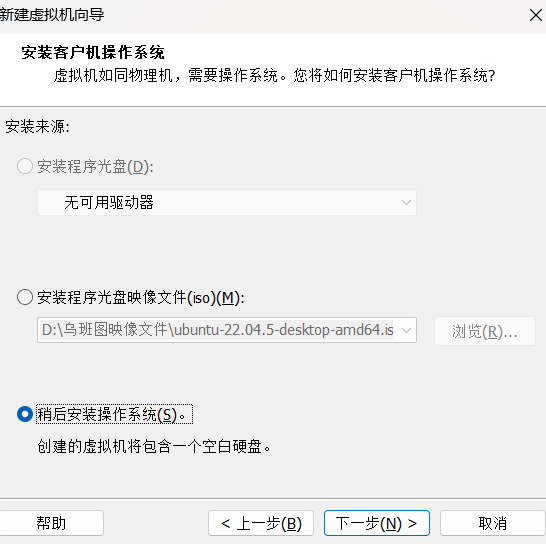 新建虚拟机向导
安装客户机操作系统
虚拟机如同物理机，需要操作系统。您将如何安装客户机操作系统?
安装来源:
安装程序光盘(D):
无可用驱动器
安装程序光盘映像文件(iso)(M):
D:\乌班图映像文件\ubuntu-22.04.5-desktop-amd64.is
浏览(R)...
稍后安装操作系统(S)。
创建的虚拟机将包含一个空白硬盘。
帮助
< 上一步(B)
下一步(N) >
取消